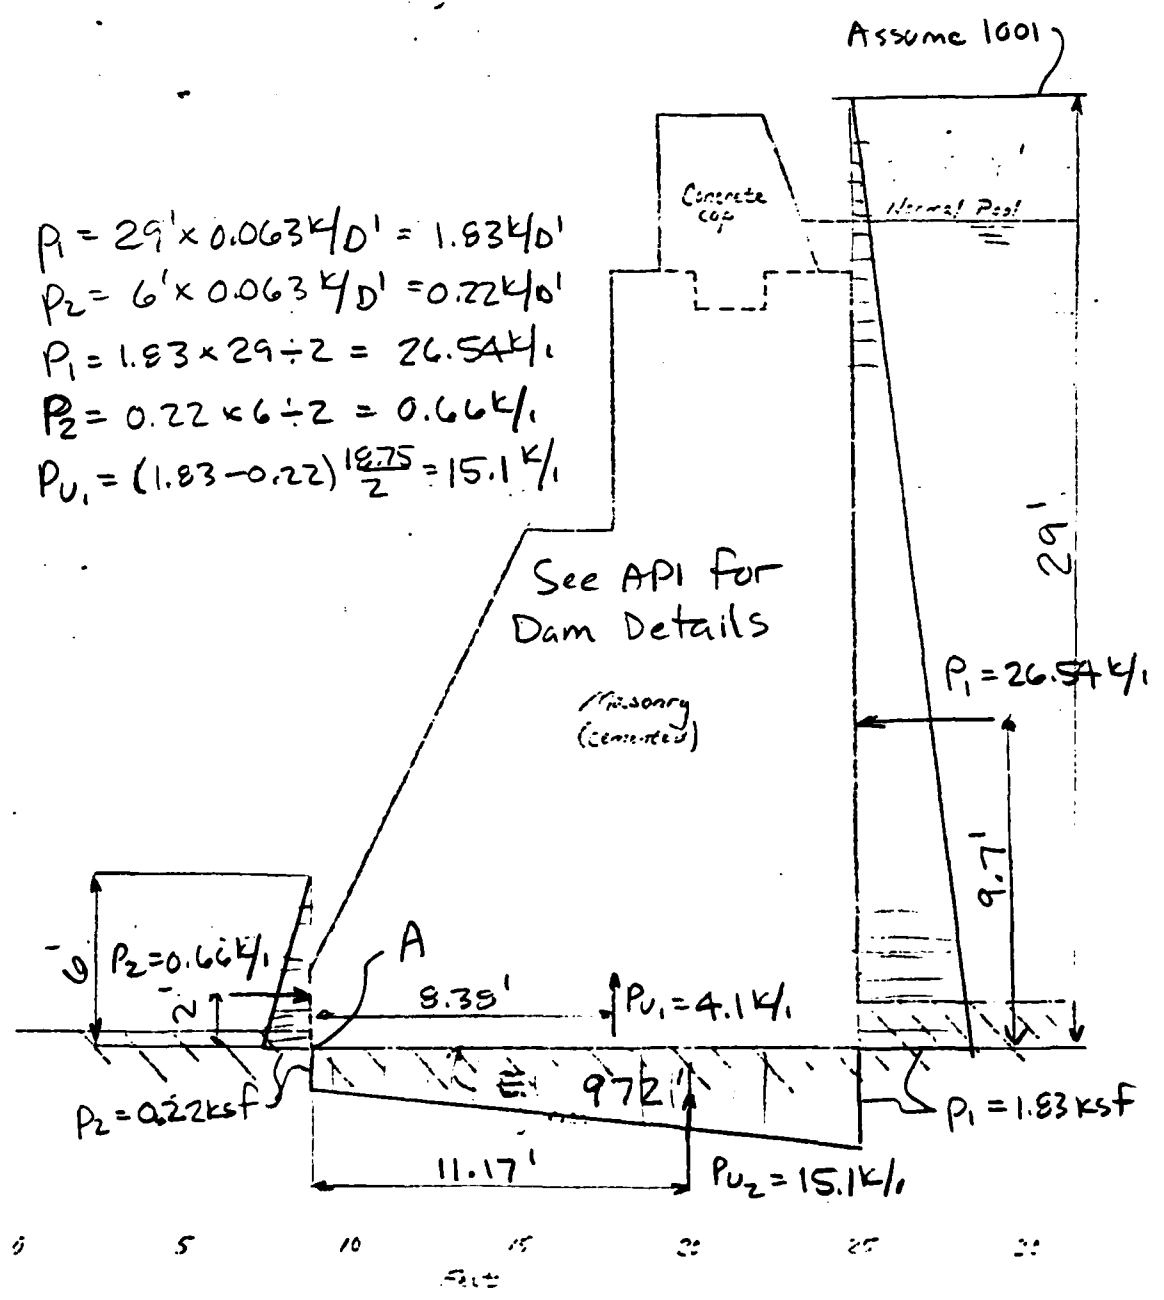 Assume 1001
Concrete
cap
Normal Pool
p₁ = 29' × 0.063 k/□' = 1.83 k/□'
p₂ = 6' × 0.063 k/□' = 0.22 k/□'
P₁ = 1.83 × 29 ÷ 2 = 26.54 k/'
P₂ = 0.22 × 6 ÷ 2 = 0.66 k/'
PU₁ = (1.83 - 0.22) 18.75/2 = 15.1 k/'
29'
See AP1 for
Dam Details
P₁ = 26.54 k/'
Masonry
(cemented)
9.7'
6'
P₂ = 0.66 k/'
A
2'
8.38'
PU₁ = 4.1 k/'
El 972'
P₂ = 0.22 ksf
P₁ = 1.83 ksf
11.17'
PU₂ = 15.1 k/'
0 5 10 15 20 25 30
Feet